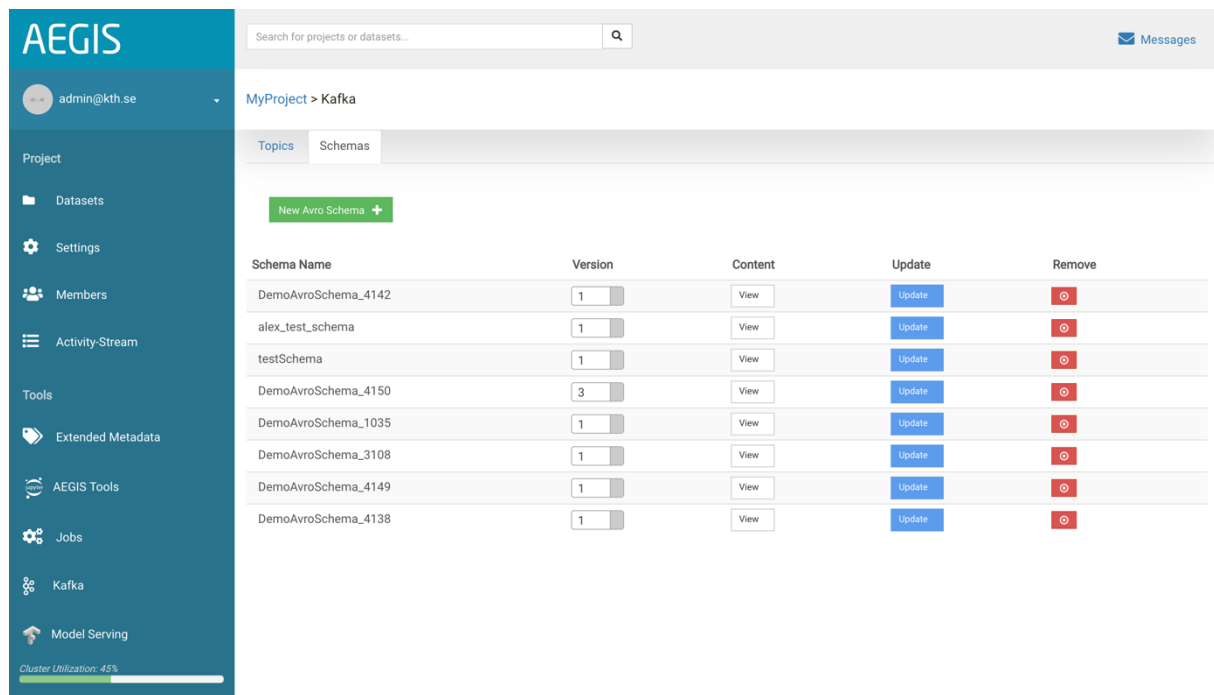 AEGIS
Search for projects or datasets...
Messages
admin@kth.se
MyProject > Kafka
Topics Schemas
Project
Datasets
Settings
Members
Activity-Stream
Tools
Extended Metadata
AEGIS Tools
Jobs
Kafka
Model Serving
Cluster Utilization: 45%
New Avro Schema +
Schema Name Version Content Update Remove
DemoAvroSchema_4142 1 View Update
alex_test_schema 1 View Update
testSchema 1 View Update
DemoAvroSchema_4150 3 View Update
DemoAvroSchema_1035 1 View Update
DemoAvroSchema_3108 1 View Update
DemoAvroSchema_4149 1 View Update
DemoAvroSchema_4138 1 View Update